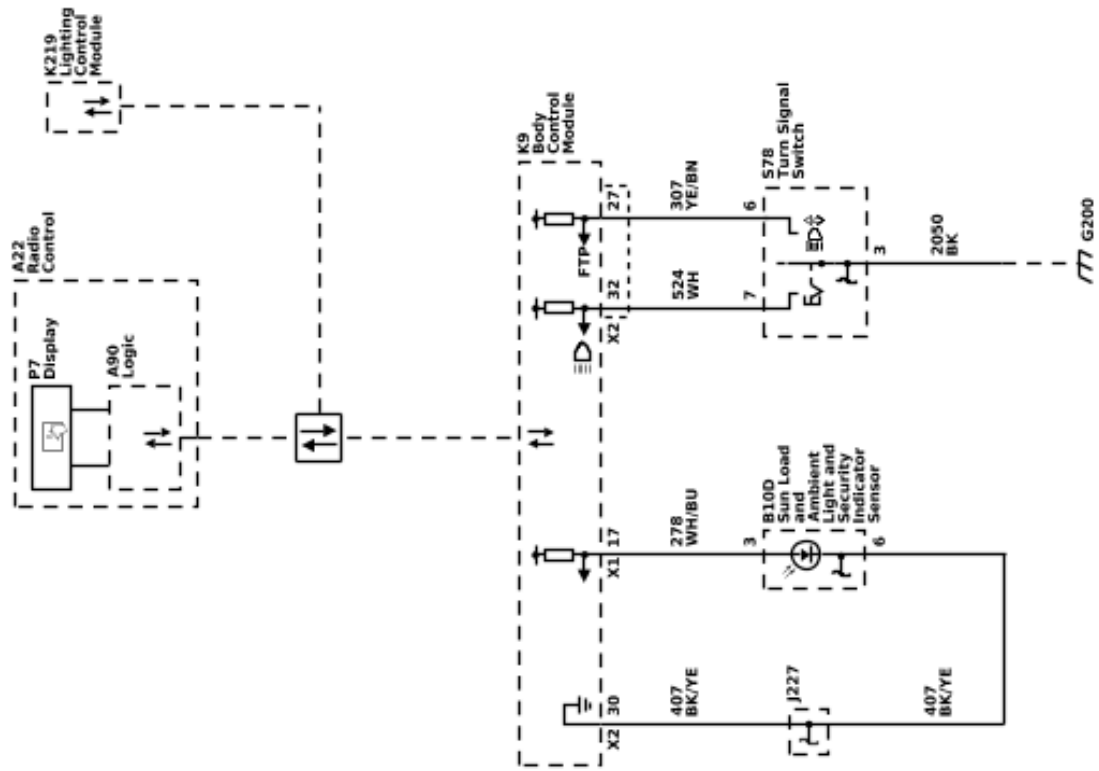 K219
Lighting
Control
Module
A22
Radio
Control
P7
Display
A90
Logic
K9
Body
Control
Module
X2
30
X1
17
X2
32
27
FTP
407
BK/YE
278
WH/BU
524
WH
307
YE/BN
J227
3
B10D
Sun Load
and
Ambient
Light and
Security
Indicator
Sensor
7
6
S78
Turn Signal
Switch
407
BK/YE
6
3
2050
BK
G200